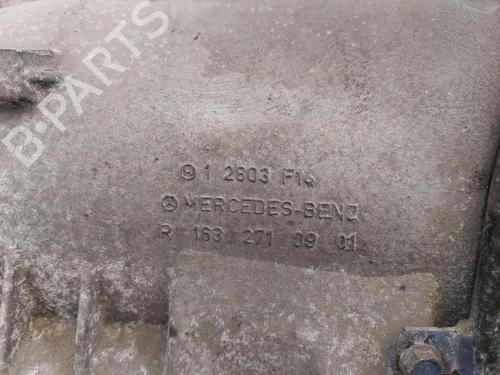 B-PARTS
1 2603 F14
MERCEDES-BENZ
R 163 271 09 01